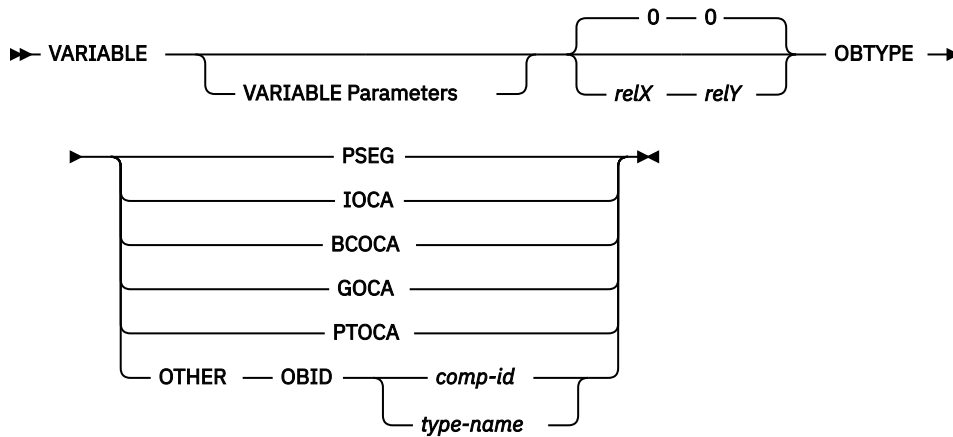 0 0
VARIABLE OBTYPE
VARIABLE Parameters relX relY
PSEG
IOCA
BCOCA
GOCA
PTOCA
OTHER OBID comp-id
type-name